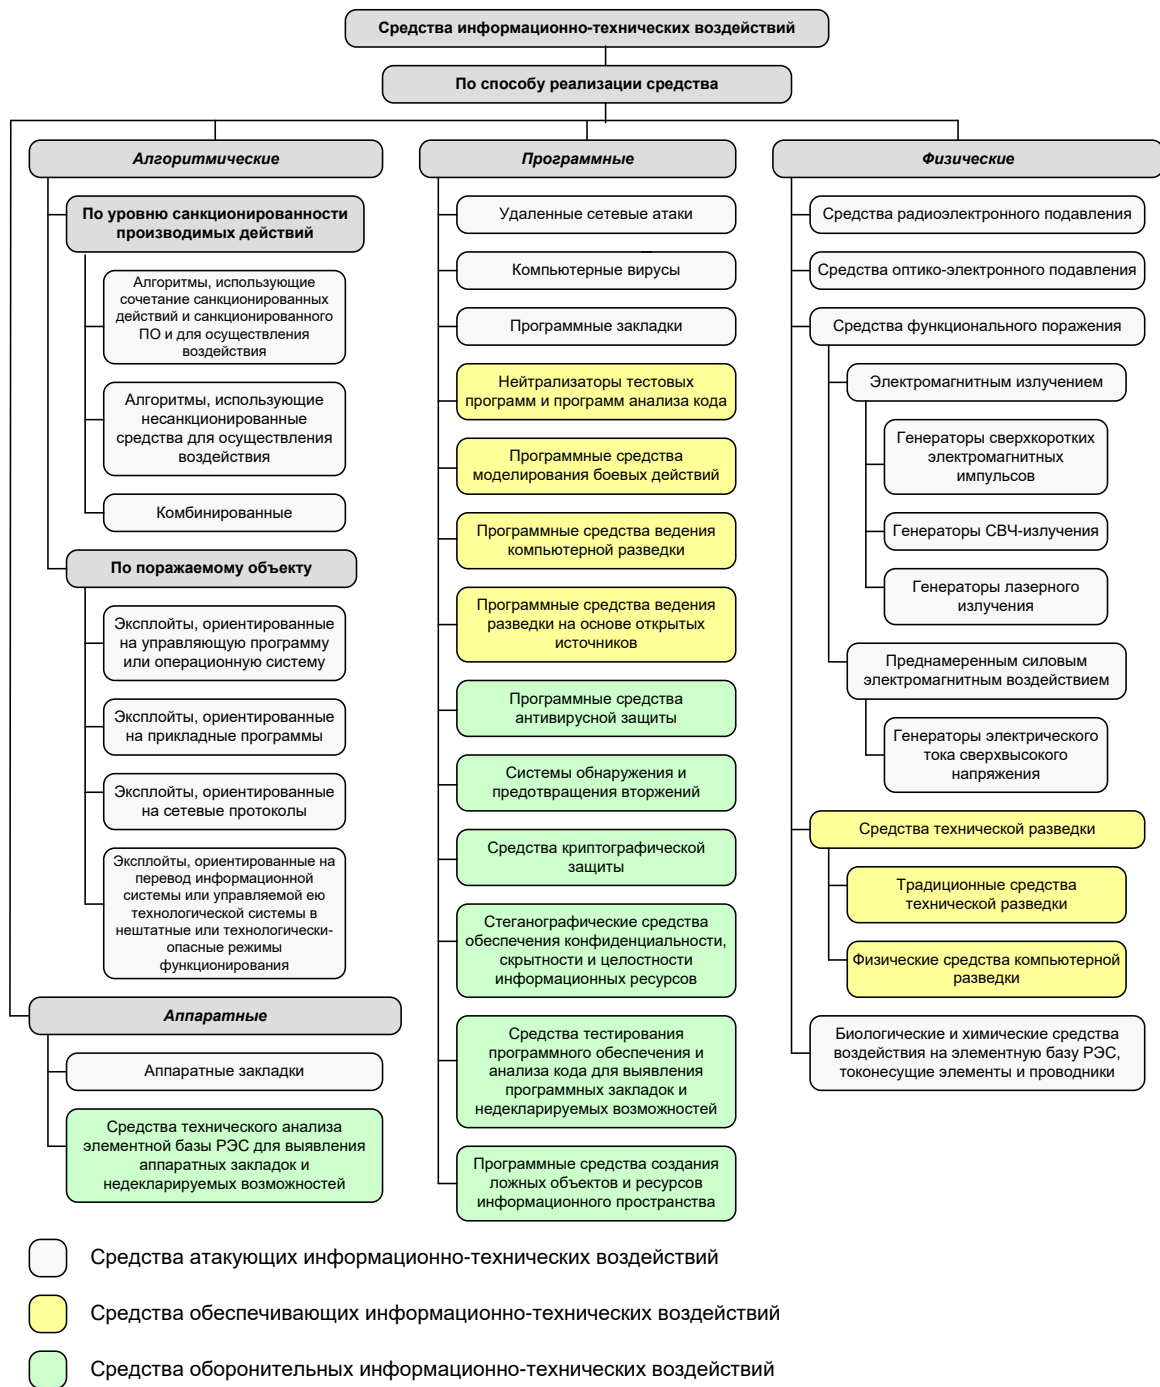 Средства информационно-технических воздействий
По способу реализации средства
Алгоритмические
По уровню санкционированности
производимых действий
Алгоритмы, использующие
сочетание санкционированных
действий и санкционированного
ПО и для осуществления
воздействия
Алгоритмы, использующие
несанкционированные
средства для осуществления
воздействия
Комбинированные
По поражаемому объекту
Эксплойты, ориентированные
на управляющую программу
или операционную систему
Эксплойты, ориентированные
на прикладные программы
Эксплойты, ориентированные
на сетевые протоколы
Эксплойты, ориентированные на
перевод информационной
системы или управляемой ею
технологической системы в
нештатные или технологически-
опасные режимы
функционирования
Аппаратные
Аппаратные закладки
Средства технического анализа
элементной базы РЭС для выявления
аппаратных закладок и
недекларируемых возможностей
Программные
Удаленные сетевые атаки
Компьютерные вирусы
Программные закладки
Нейтрализаторы тестовых
программ и программ анализа кода
Программные средства
моделирования боевых действий
Программные средства ведения
компьютерной разведки
Программные средства ведения
разведки на основе открытых
источников
Программные средства
антивирусной защиты
Системы обнаружения и
предотвращения вторжений
Средства криптографической
защиты
Стеганографические средства
обеспечения конфиденциальности,
скрытности и целостности
информационных ресурсов
Средства тестирования
программного обеспечения и
анализа кода для выявления
программных закладок и
недекларируемых возможностей
Программные средства создания
ложных объектов и ресурсов
информационного пространства
Физические
Средства радиоэлектронного подавления
Средства оптико-электронного подавления
Средства функционального поражения
Электромагнитным излучением
Генераторы сверхкоротких
электромагнитных
импульсов
Генераторы СВЧ-излучения
Генераторы лазерного
излучения
Преднамеренным силовым
электромагнитным воздействием
Генераторы электрического
тока сверхвысокого
напряжения
Средства технической разведки
Традиционные средства
технической разведки
Физические средства компьютерной
разведки
Биологические и химические средства
воздействия на элементную базу РЭС,
токонесущие элементы и проводники
Средства атакующих информационно-технических воздействий
Средства обеспечивающих информационно-технических воздействий
Средства оборонительных информационно-технических воздействий